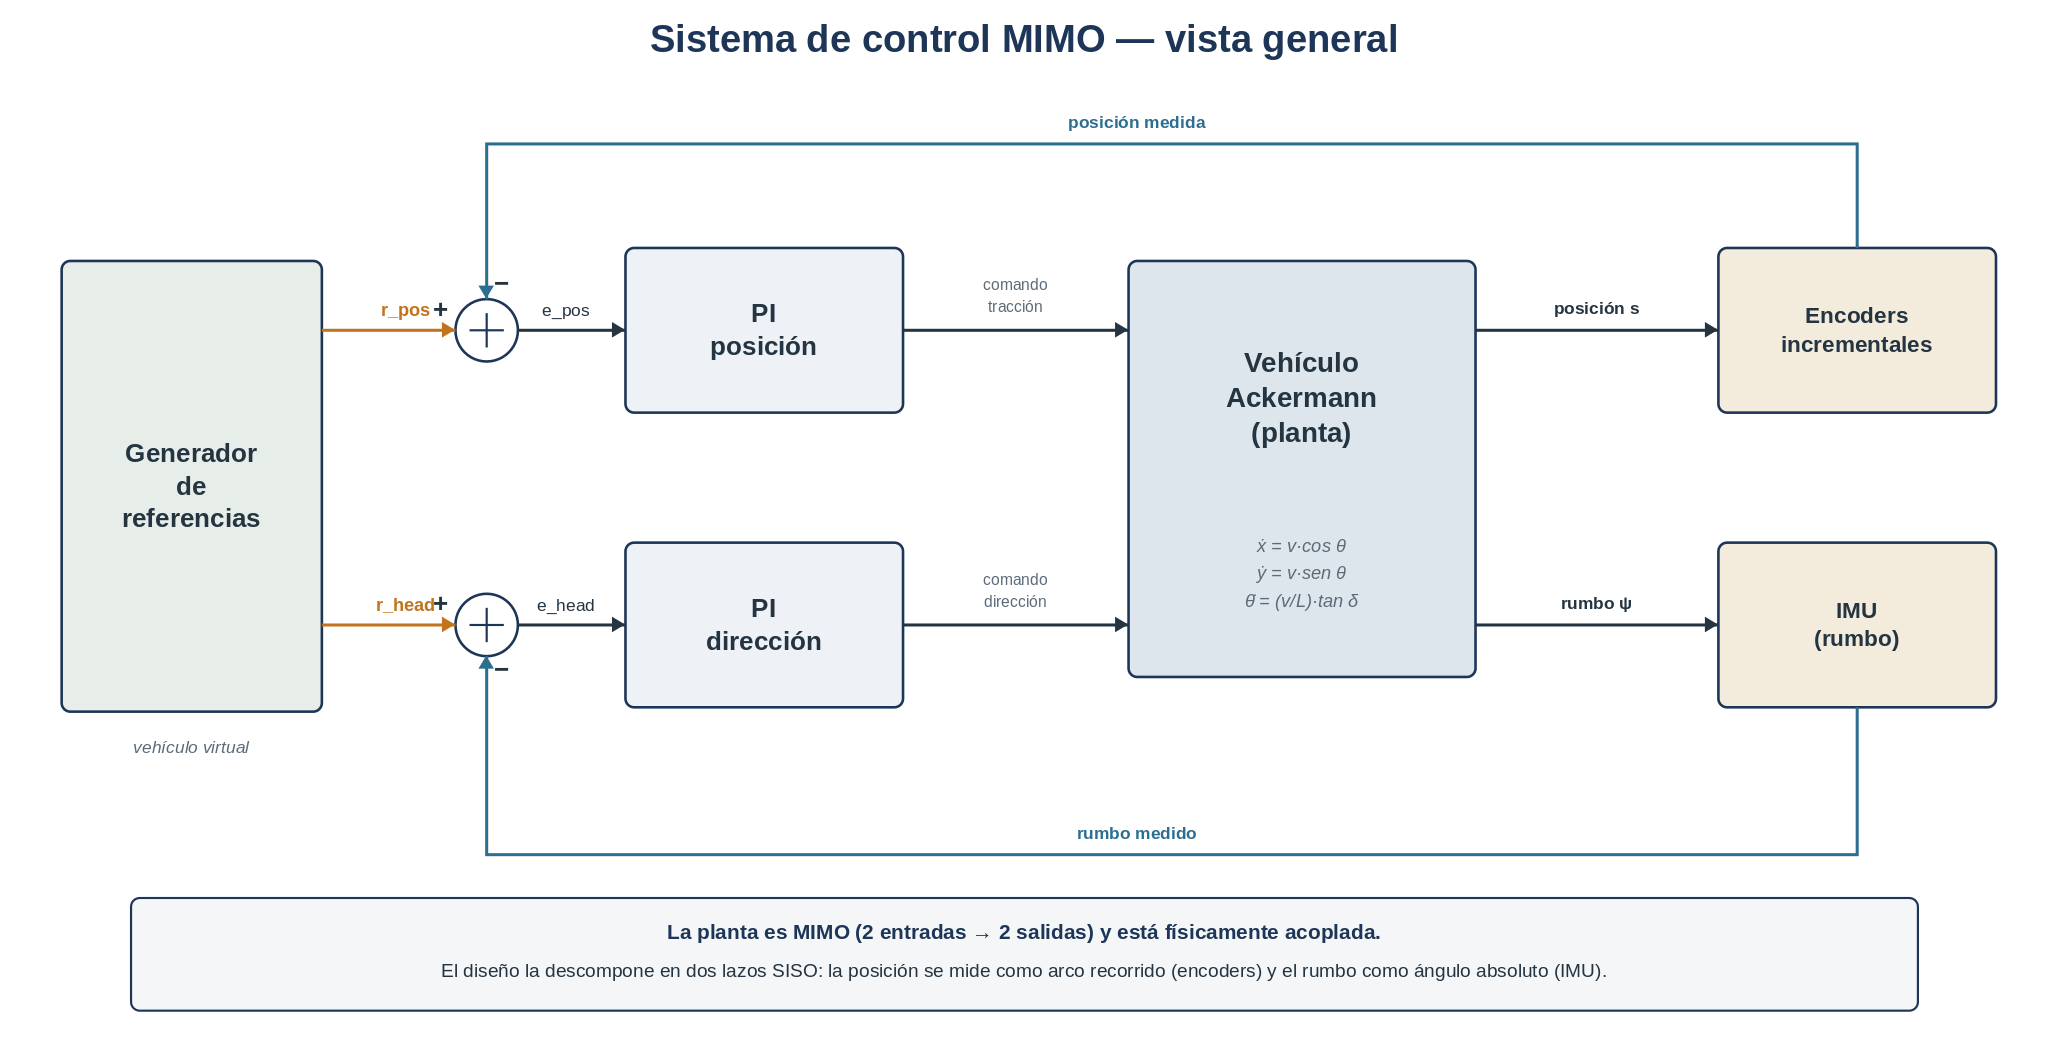 Sistema de control MIMO — vista general
posición medida
r_pos
+
−
e_pos
PI
posición
comando
tracción
posición s
Encoders
incrementales
Generador
de
referencias
vehículo virtual
Vehículo
Ackermann
(planta)
ẋ = v·cos θ
ẏ = v·sen θ
θ̇ = (v/L)·tan δ
r_head
+
−
e_head
PI
dirección
comando
dirección
rumbo ψ
IMU
(rumbo)
rumbo medido
La planta es MIMO (2 entradas → 2 salidas) y está físicamente acoplada.
El diseño la descompone en dos lazos SISO: la posición se mide como arco recorrido (encoders) y el rumbo como ángulo absoluto (IMU).